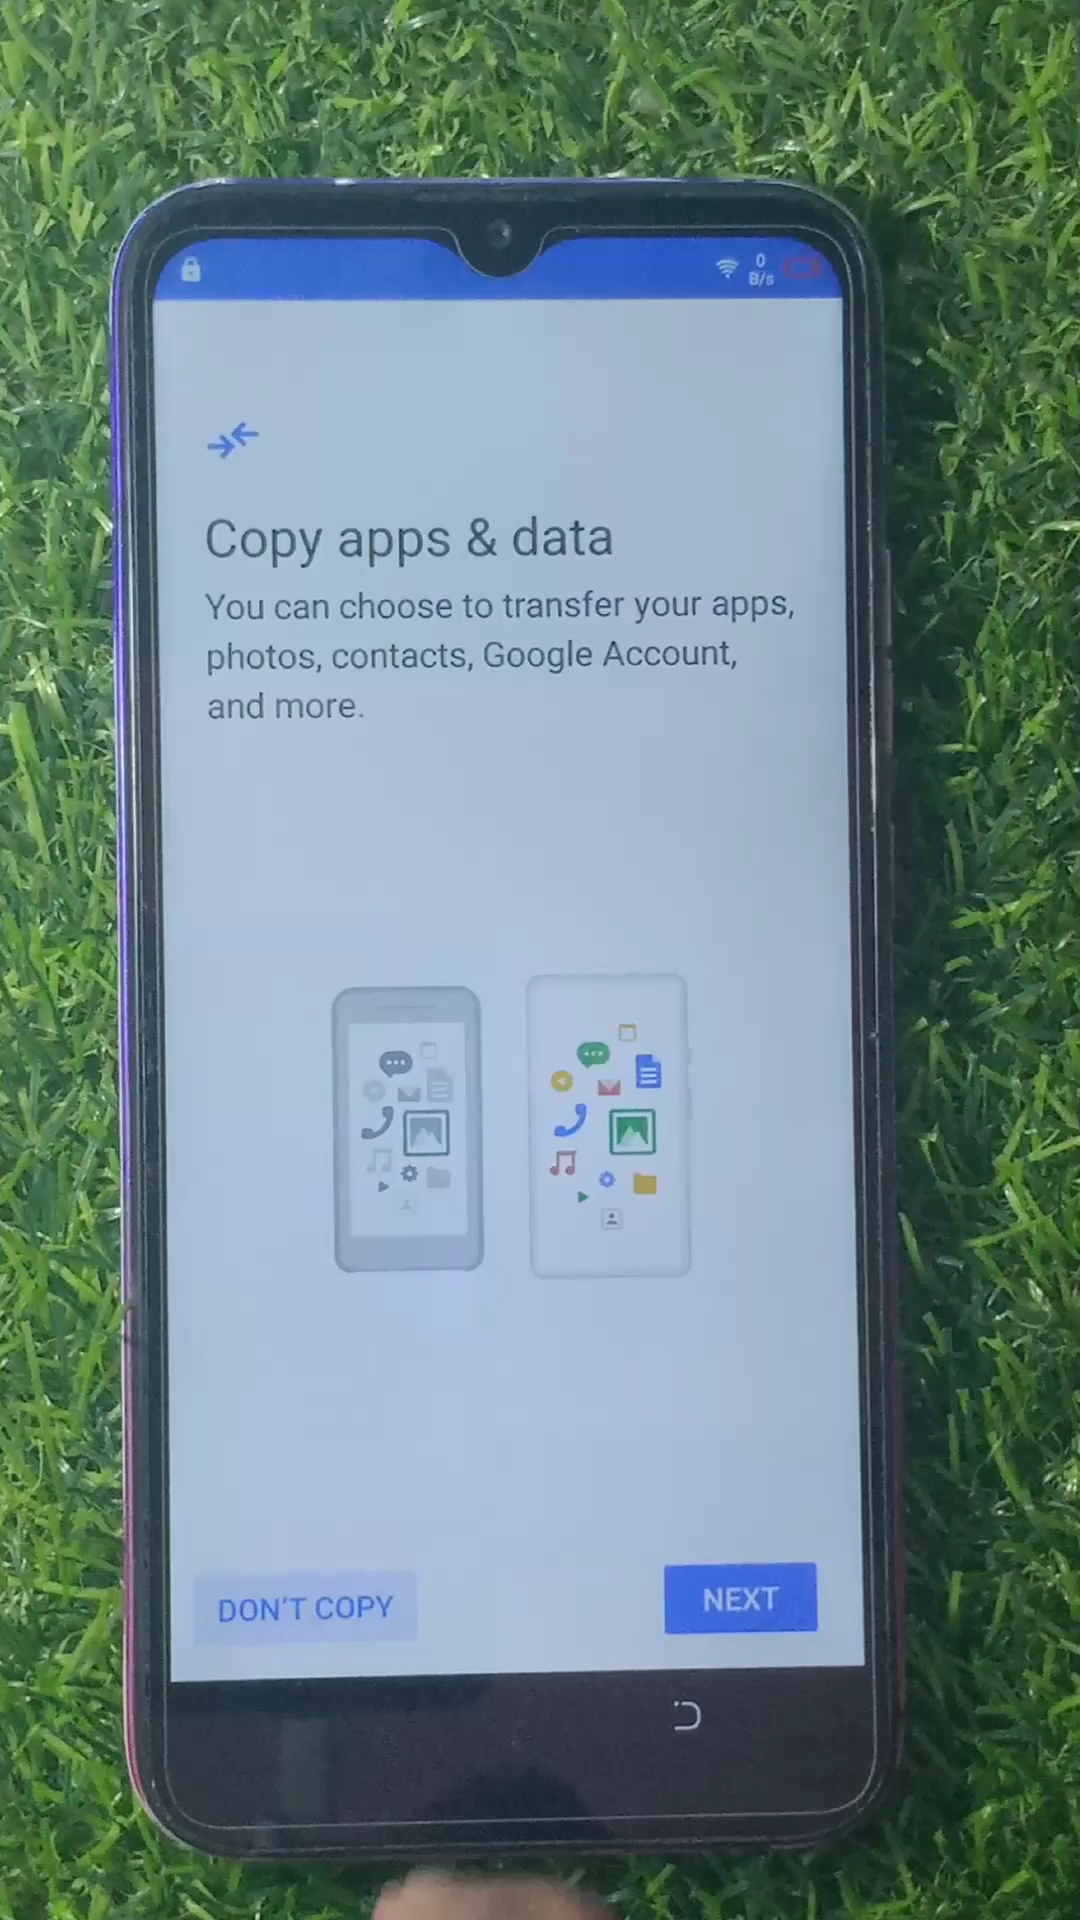 0
B/s
Copy apps & data
You can choose to transfer your apps,
photos, contacts, Google Account,
and more.
DON'T COPY
NEXT